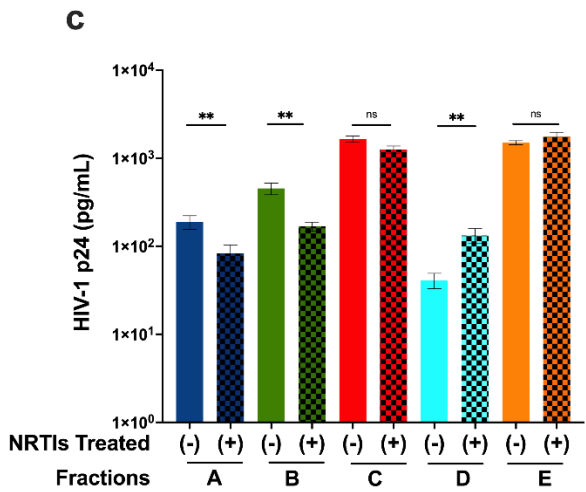 C
1×10⁴
1×10³
1×10²
1×10¹
1×10⁰
HIV-1 p24 (pg/mL)
** ** ns ** ns
NRTIs Treated (-) (+) (-) (+) (-) (+) (-) (+) (-) (+)
Fractions A B C D E